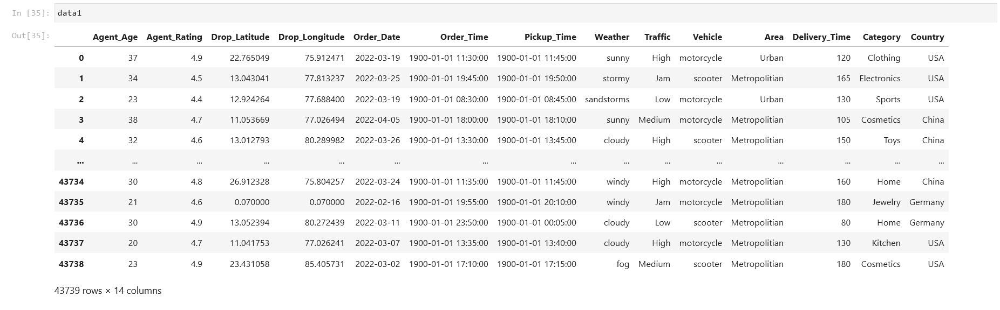 In [35]: data1
Out[35]:
Agent_Age Agent_Rating Drop_Latitude Drop_Longitude Order_Date Order_Time Pickup_Time Weather Traffic Vehicle Area Delivery_Time Category Country
0 37 4.9 22.765049 75.912471 2022-03-19 1900-01-01 11:30:00 1900-01-01 11:45:00 sunny High motorcycle Urban 120 Clothing USA
1 34 4.5 13.043041 77.813237 2022-03-25 1900-01-01 19:45:00 1900-01-01 19:50:00 stormy Jam scooter Metropolitian 165 Electronics USA
2 23 4.4 12.924264 77.688400 2022-03-19 1900-01-01 08:30:00 1900-01-01 08:45:00 sandstorms Low motorcycle Urban 130 Sports USA
3 38 4.7 11.053669 77.026494 2022-04-05 1900-01-01 18:00:00 1900-01-01 18:10:00 sunny Medium motorcycle Metropolitian 105 Cosmetics China
4 32 4.6 13.012793 80.289982 2022-03-26 1900-01-01 13:30:00 1900-01-01 13:45:00 cloudy High scooter Metropolitian 150 Toys China
... ... ... ... ... ... ... ... ... ... ... ... ... ... ...
43734 30 4.8 26.912328 75.804257 2022-03-24 1900-01-01 11:35:00 1900-01-01 11:45:00 windy High motorcycle Metropolitian 160 Home China
43735 21 4.6 0.070000 0.070000 2022-02-16 1900-01-01 19:55:00 1900-01-01 20:10:00 windy Jam motorcycle Metropolitian 180 Jewelry Germany
43736 30 4.9 13.052394 80.272439 2022-03-11 1900-01-01 23:50:00 1900-01-01 00:05:00 cloudy Low scooter Metropolitian 80 Home Germany
43737 20 4.7 11.041753 77.026241 2022-03-07 1900-01-01 13:35:00 1900-01-01 13:40:00 cloudy High motorcycle Metropolitian 130 Kitchen USA
43738 23 4.9 23.431058 85.405731 2022-03-02 1900-01-01 17:10:00 1900-01-01 17:15:00 fog Medium scooter Metropolitian 180 Cosmetics USA
43739 rows × 14 columns